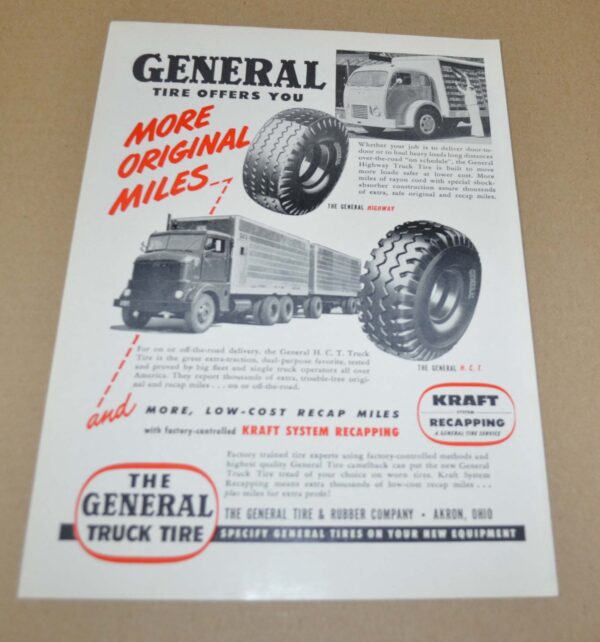 GENERAL
TIRE OFFERS YOU
MORE
ORIGINAL
MILES
Whether your job is to deliver door-to-
door or to haul heavy loads long distances
over-the-road "on schedule", the General
Highway Truck Tire is built to move
more loads safer at lower cost. More
miles of rayon cord with special shock-
absorber construction assure thousands
of extra, safe original and recap miles.
THE GENERAL HIGHWAY
GENERAL
THE GENERAL H. C. T.
For on or off-the-road delivery, the General H. C. T. Truck
Tire is the great extra-traction, dual-purpose favorite, tested
and proved by big fleet and single truck operators all over
America. They report thousands of extra, trouble-free origi-
nal and recap miles . . . on or off-the-road.
and MORE, LOW-COST RECAP MILES
with factory-controlled KRAFT SYSTEM RECAPPING
KRAFT
SYSTEM
RECAPPING
A GENERAL TIRE SERVICE
Factory trained tire experts using factory-controlled methods and
highest quality General Tire camelback can put the new General
Truck Tire tread of your choice on worn tires. Kraft System
Recapping means extra thousands of low-cost recap miles . . .
plus miles for extra profit!
THE
GENERAL
TRUCK TIRE
THE GENERAL TIRE & RUBBER COMPANY • AKRON, OHIO
SPECIFY GENERAL TIRES ON YOUR NEW EQUIPMENT